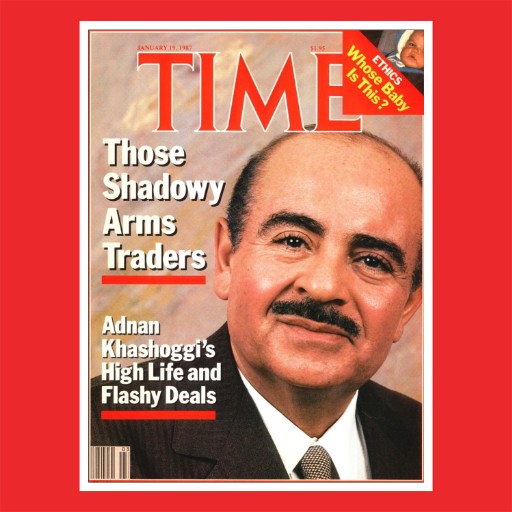 JANUARY 19, 1987 $1.95
TIME
ETHICS
Whose Baby
Is This?
Those
Shadowy
Arms
Traders
Adnan
Khashoggi's
High Life and
Flashy Deals